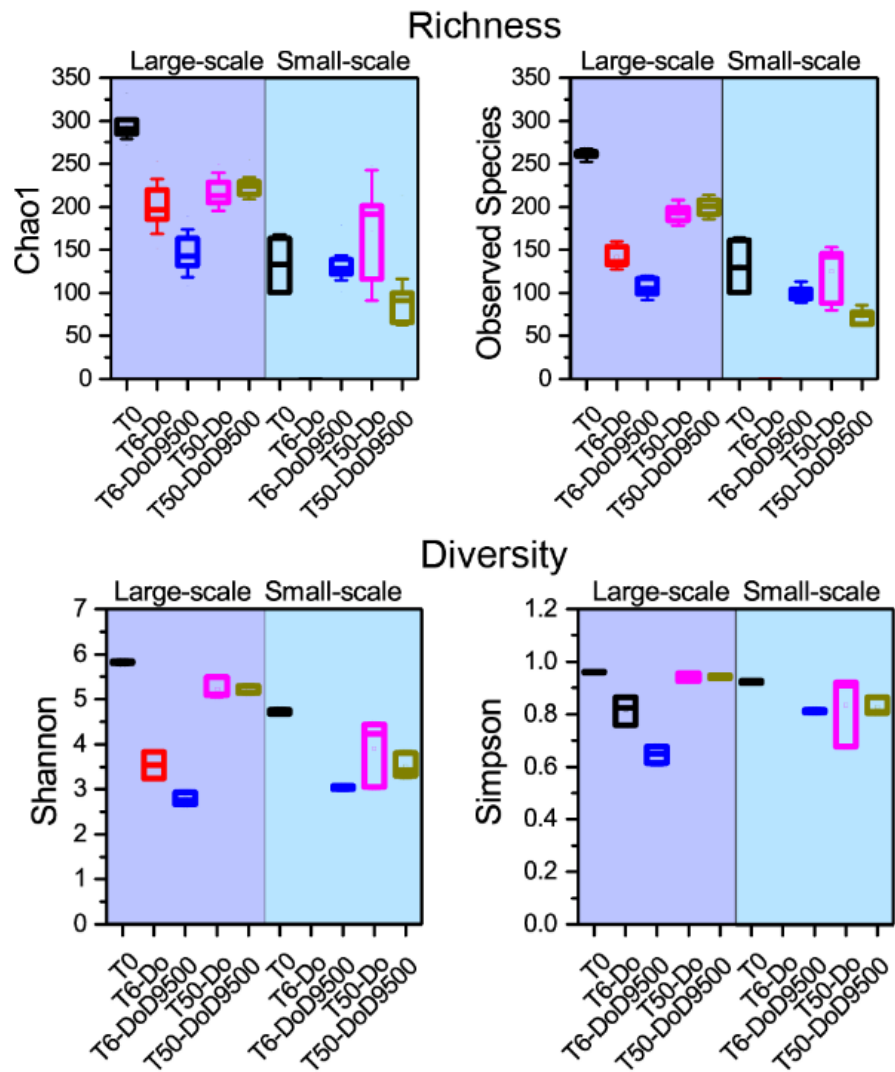 Richness
Large-scale Small-scale
Chao1
350
300
250
200
150
100
50
0
T0
T6-Do
T6-DoD9500
T50-Do
T50-DoD9500
T0
T6-Do
T6-DoD9500
T50-Do
T50-DoD9500
Large-scale Small-scale
Observed Species
350
300
250
200
150
100
50
0
T0
T6-Do
T6-DoD9500
T50-Do
T50-DoD9500
T0
T6-Do
T6-DoD9500
T50-Do
T50-DoD9500
Diversity
Large-scale Small-scale
Shannon
7
6
5
4
3
2
1
0
T0
T6-Do
T6-DoD9500
T50-Do
T50-DoD9500
T0
T6-Do
T6-DoD9500
T50-Do
T50-DoD9500
Large-scale Small-scale
Simpson
1.2
1.0
0.8
0.6
0.4
0.2
0.0
T0
T6-Do
T6-DoD9500
T50-Do
T50-DoD9500
T0
T6-Do
T6-DoD9500
T50-Do
T50-DoD9500